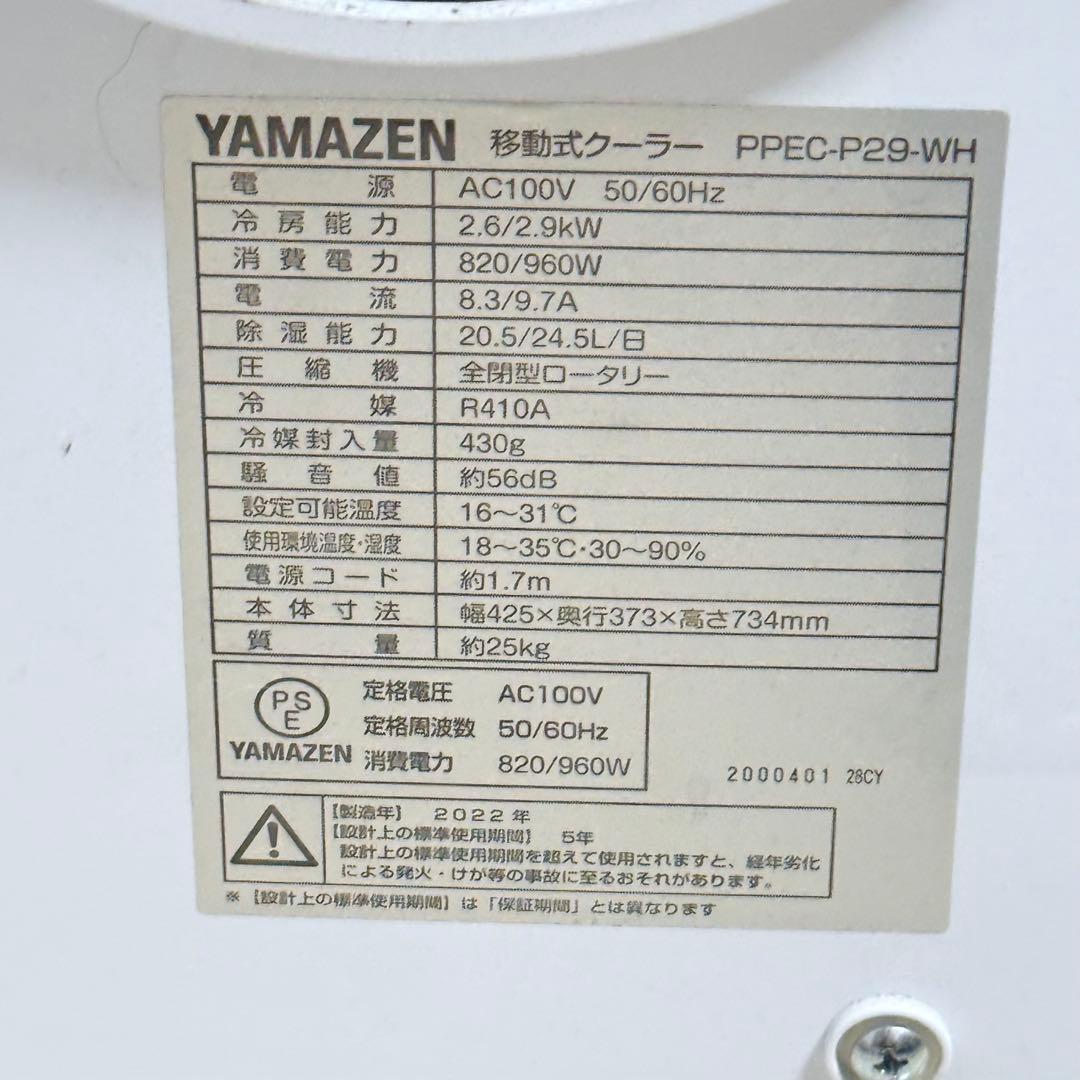 YAMAZEN 移動式クーラー PPEC-P29-WH
電源 AC100V 50/60Hz
冷房能力 2.6/2.9kW
消費電力 820/960W
電流 8.3/9.7A
除湿能力 20.5/24.5L/日
圧縮機 全閉型ロータリー
冷媒 R410A
冷媒封入量 430g
騒音値 約56dB
設定可能温度 16～31℃
使用環境温度・湿度 18～35℃・30～90%
電源コード 約1.7m
本体寸法 幅425×奥行373×高さ734mm
質量 約25kg
PSE
YAMAZEN
定格電圧 AC100V
定格周波数 50/60Hz
消費電力 820/960W
2000401 28CY
【製造年】 2022年
【設計上の標準使用期間】 5年
設計上の標準使用期間を超えて使用されますと、経年劣化
による発火・けが等の事故に至るおそれがあります。
※【設計上の標準使用期間】は「保証期間」とは異なります